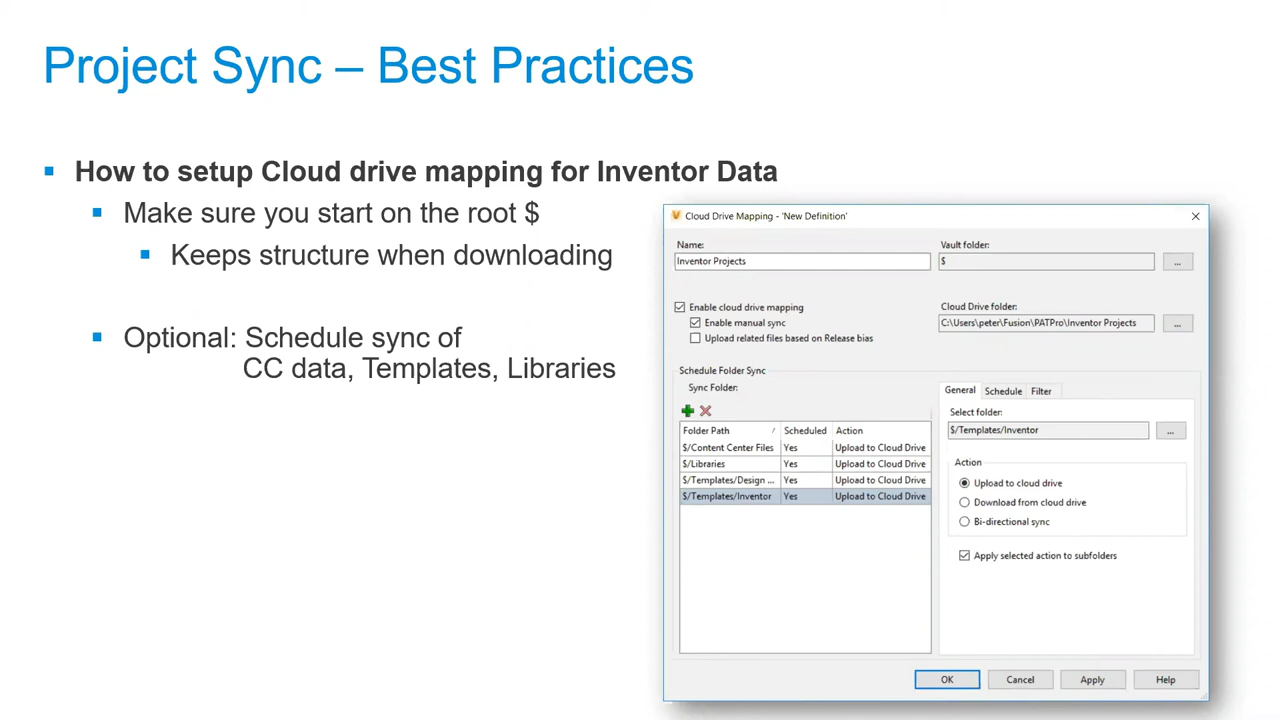 Project Sync – Best Practices
How to setup Cloud drive mapping for Inventor Data
Make sure you start on the root $
Keeps structure when downloading
Optional: Schedule sync of
CC data, Templates, Libraries
Cloud Drive Mapping - 'New Definition'
Name:
Inventor Projects
Vault folder:
$
...
Enable cloud drive mapping
Enable manual sync
Upload related files based on Release bias
Cloud Drive folder:
C:\Users\peter\Fusion\PATPro\Inventor Projects
...
Schedule Folder Sync
Sync Folder:
Folder Path / Scheduled Action
$/Content Center Files Yes Upload to Cloud Drive
$/Libraries Yes Upload to Cloud Drive
$/Templates/Design ... Yes Upload to Cloud Drive
$/Templates/Inventor Yes Upload to Cloud Drive
General Schedule Filter
Select folder:
$/Templates/Inventor
...
Action
Upload to cloud drive
Download from cloud drive
Bi-directional sync
Apply selected action to subfolders
OK Cancel Apply Help